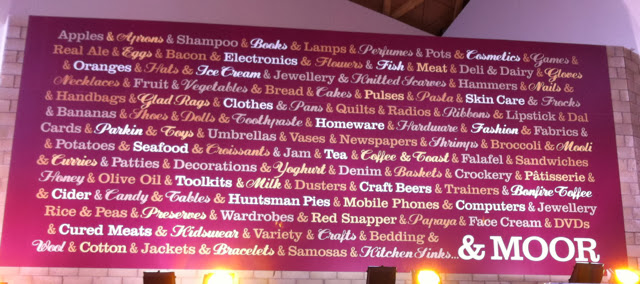 Apples & Aprons & Shampoo & Books & Lamps & Perfumes & Pots & Cosmetics & Games &
Real Ale & Eggs & Bacon & Electronics & Flowers & Fish & Meat & Deli & Dairy & Gloves
& Oranges & Hats & Ice Cream & Jewellery & Knitted Scarves & Hammers & Nails &
Necklaces & Fruit & Vegetables & Bread & Cakes & Pulses & Pasta & Skin Care & Frocks
& Handbags & Glad Rags & Clothes & Pans & Quilts & Radios & Ribbons & Lipstick & Dal
& Bananas & Shoes & Dolls & Toothpaste & Homeware & Hardware & Fashion & Fabrics &
Cards & Parkin & Toys & Umbrellas & Vases & Newspapers & Shrimps & Broccoli & Mooli
& Potatoes & Seafood & Croissants & Jam & Tea & Coffee & Toast & Falafel & Sandwiches
& Curries & Patties & Decorations & Yoghurt & Denim & Baskets & Crockery & Pâtisserie &
Honey & Olive Oil & Toolkits & Milk & Dusters & Craft Beers & Trainers & Bonfire Toffee
& Cider & Candy & Tables & Huntsman Pies & Mobile Phones & Computers & Jewellery
Rice & Peas & Preserves & Wardrobes & Red Snapper & Papaya & Face Cream & DVDs
& Cured Meats & Kidswear & Variety & Crafts & Bedding &
Wool & Cotton & Jackets & Bracelets & Samosas & Kitchen Sinks...
& MOOR